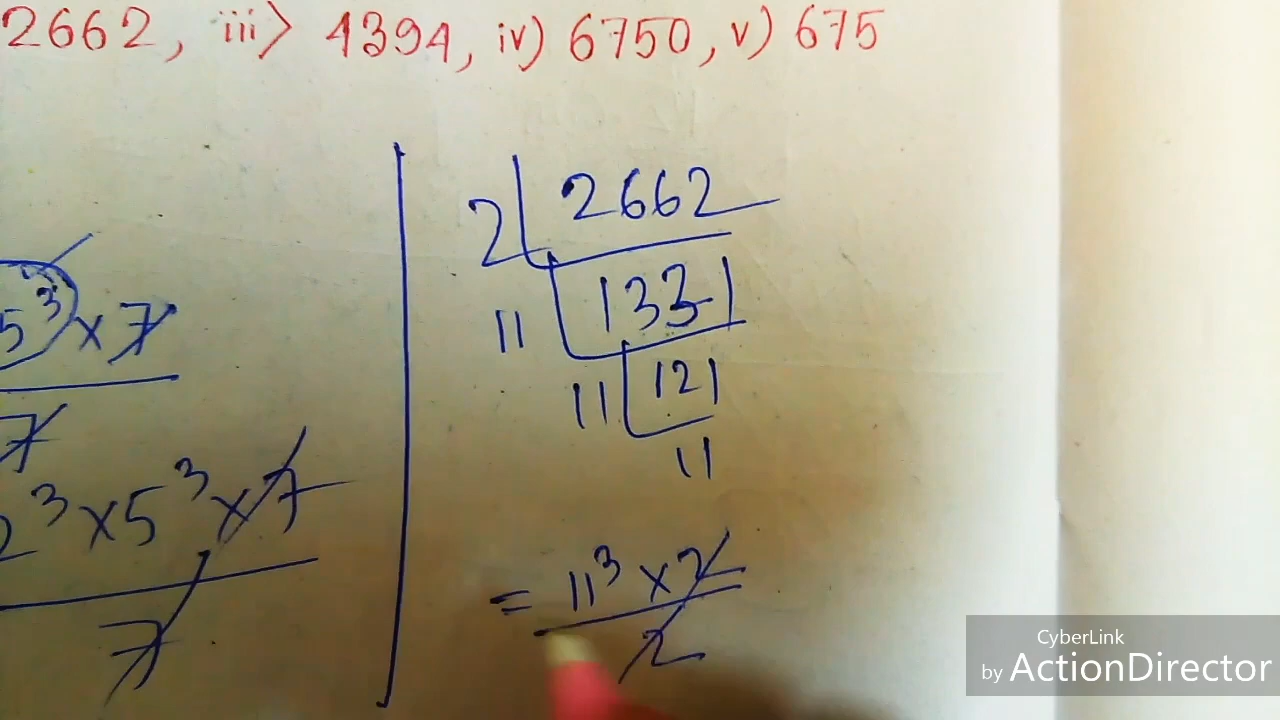 2662, iii> 4394, iv) 6750, v) 675
5³ × 7
7
2³ × 5³ × 7
7
2 2662
11 1331
11 121
11
= 11³ × 2
2
CyberLink
by ActionDirector